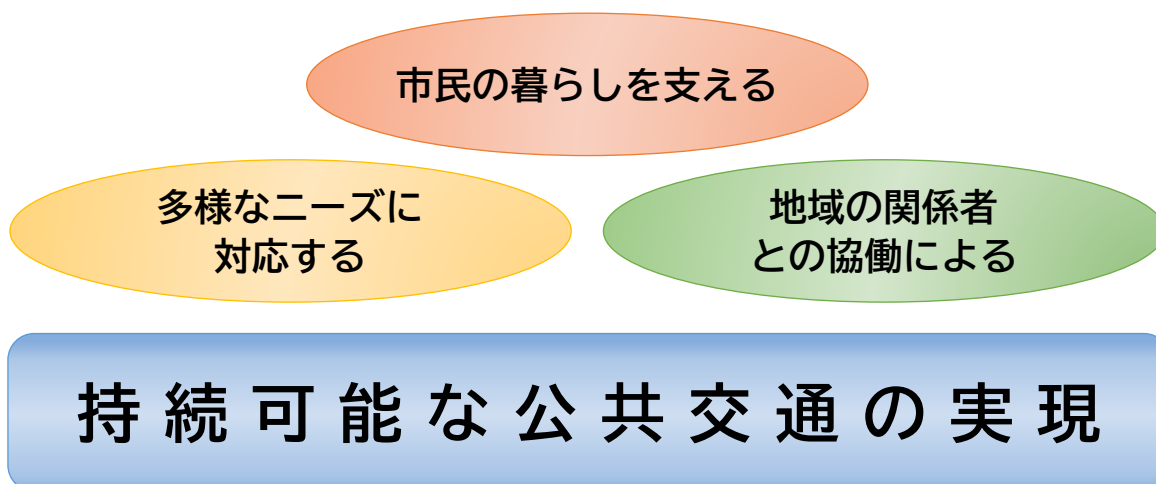 市民の暮らしを支える
多様なニーズに
対応する
地域の関係者
との協働による
持続可能な公共交通の実現